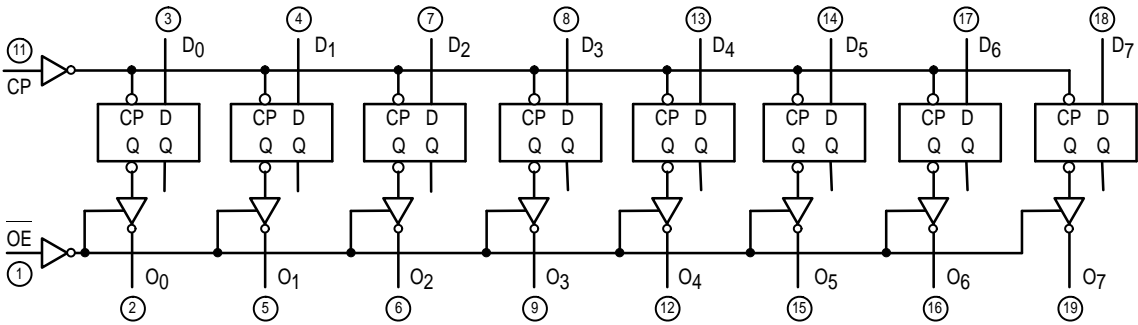 3 4 7 8 13 14 17 18
11 D0 D1 D2 D3 D4 D5 D6 D7
CP
CP D CP D CP D CP D CP D CP D CP D CP D
Q Q Q Q Q Q Q Q Q Q Q Q Q Q Q Q
OE
1 O0 O1 O2 O3 O4 O5 O6 O7
2 5 6 9 12 15 16 19